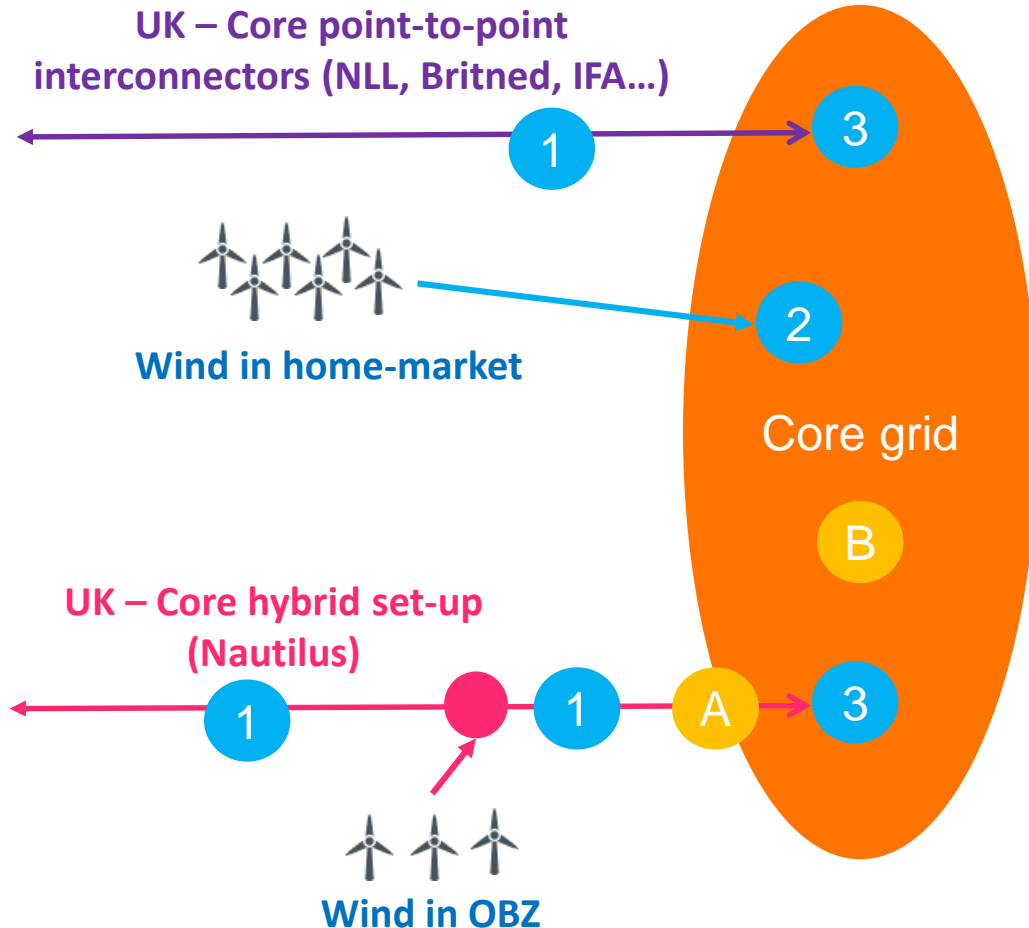 UK – Core point-to-point
interconnectors (NLL, Britned, IFA...)
1
3
2
Wind in home-market
Core grid
B
UK – Core hybrid set-up
(Nautilus)
1
1
A
3
Wind in OBZ